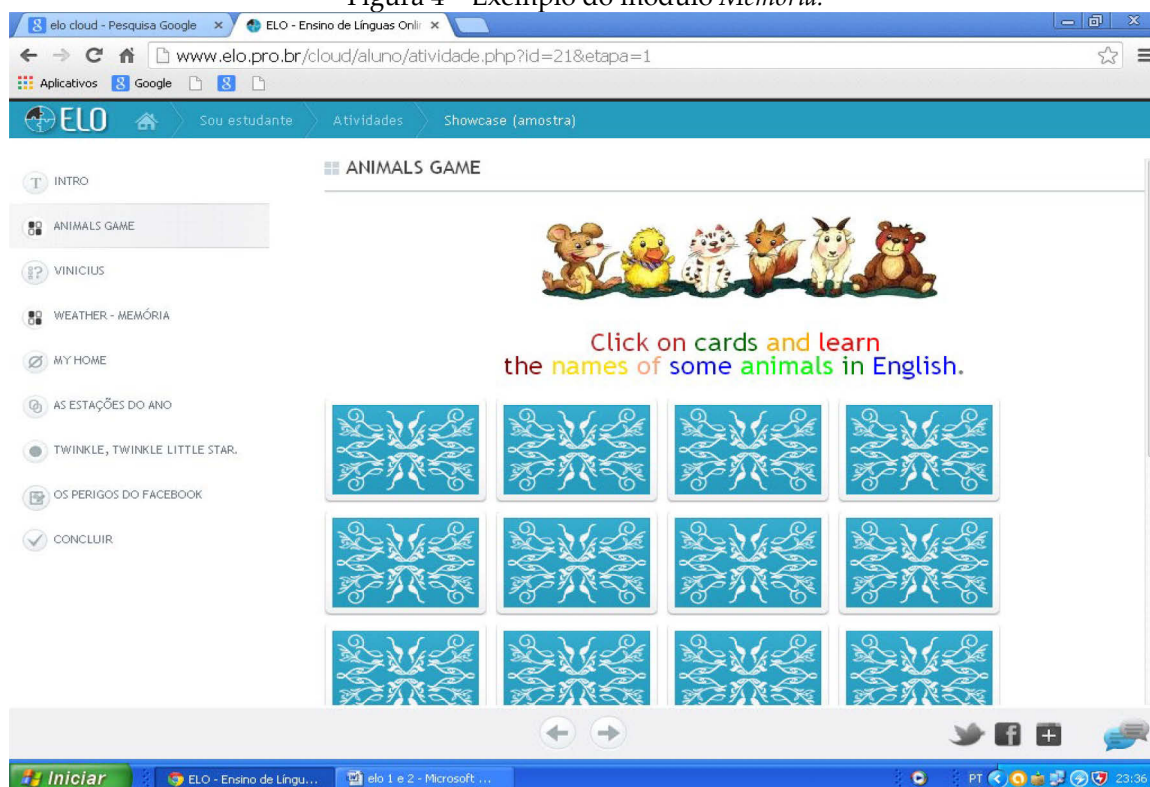 Figura 4 – Exemplo do módulo Memória.
elo cloud - Pesquisa Google
ELO - Ensino de Línguas Onlin
www.elo.pro.br/cloud/aluno/atividade.php?id=21&etapa=1
Aplicativos
Google
ELO
Sou estudante
Atividades
Showcase (amostra)
INTRO
ANIMALS GAME
VINICIUS
WEATHER - MEMÓRIA
MY HOME
AS ESTAÇÕES DO ANO
TWINKLE, TWINKLE LITTLE STAR.
OS PERIGOS DO FACEBOOK
CONCLUIR
ANIMALS GAME
Click on cards and learn
the names of some animals in English.
Iniciar
ELO - Ensino de Língu...
elo 1 e 2 - Microsoft ...
PT
23:36